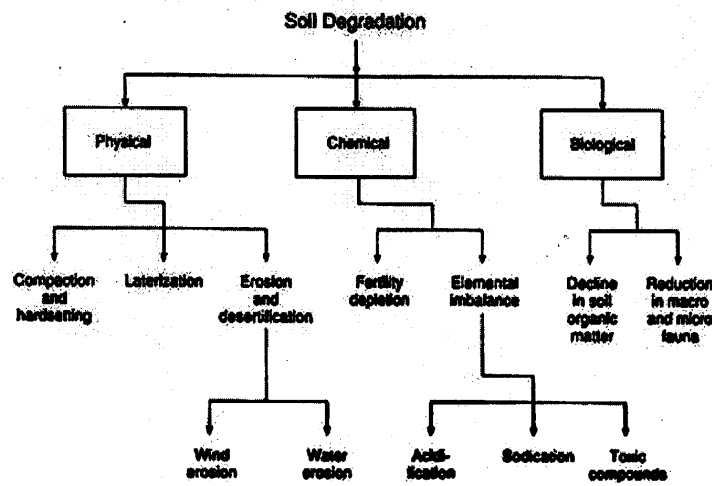 Soil Degradation
Physical
Chemical
Biological
Compaction
and
hardsening
Laterization
Erosion
and
desertification
Fertility
depletion
Elemental
imbalance
Decline
in soil
organic
matter
Reduction
in macro
and micro
fauna
Wind
erosion
Water
erosion
Acidi-
fication
Sodication
Toxic
compounds